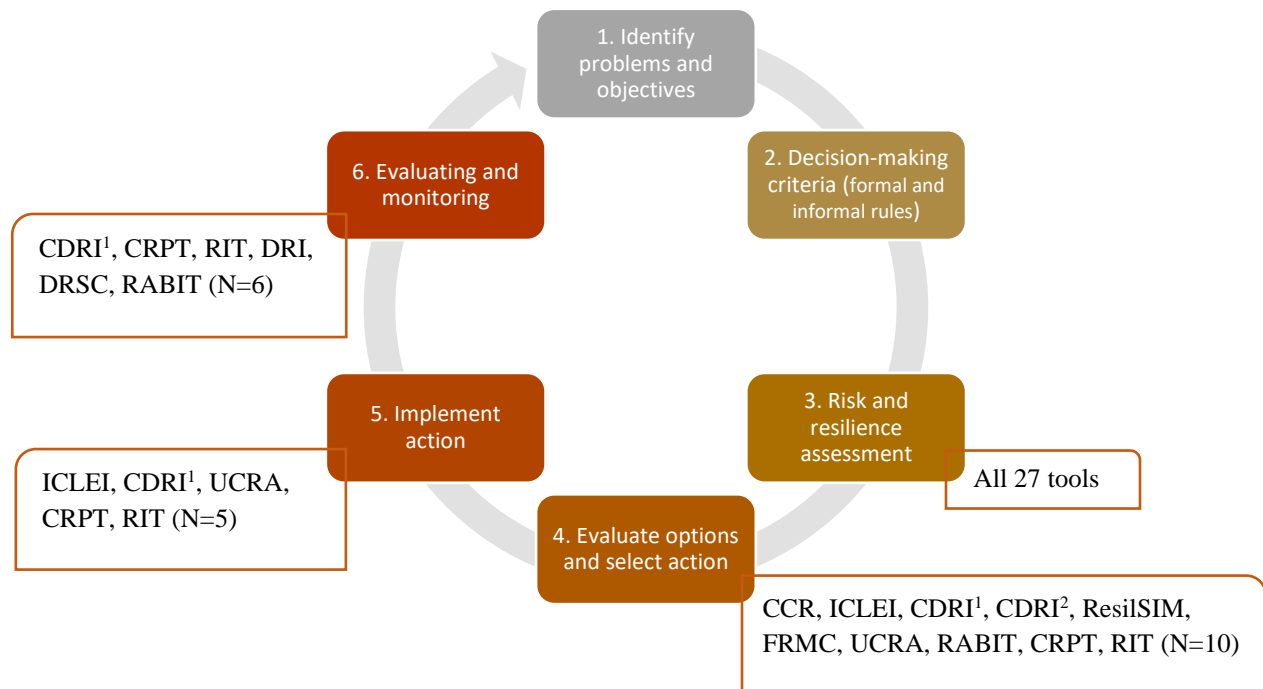 1. Identify
problems and
objectives
2. Decision-making
criteria (formal and
informal rules)
3. Risk and
resilience
assessment
All 27 tools
4. Evaluate options
and select action
CCR, ICLEI, CDRI¹, CDRI², ResilSIM,
FRMC, UCRA, RABIT, CRPT, RIT (N=10)
5. Implement
action
ICLEI, CDRI¹, UCRA,
CRPT, RIT (N=5)
6. Evaluating and
monitoring
CDRI¹, CRPT, RIT, DRI,
DRSC, RABIT (N=6)